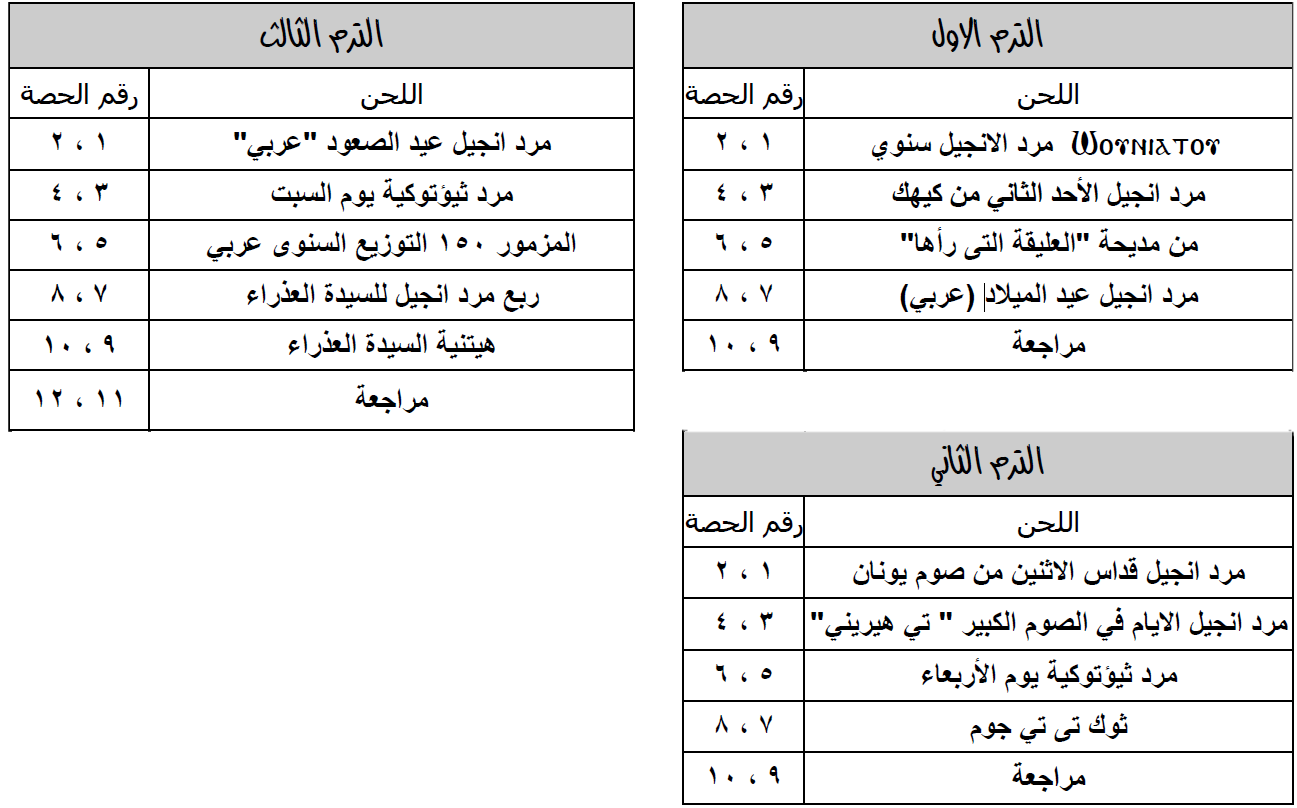 الترم الاول
اللحن رقم الحصة
Ⲱⲟⲩⲛⲓⲁⲧⲟⲩ مرد الانجيل سنوي ١ ، ٢
مرد انجيل الأحد الثاني من كيهك ٣ ، ٤
من مديحة "العليقة التى رأها" ٥ ، ٦
مرد انجيل عيد الميلاد (عربي) ٧ ، ٨
مراجعة ٩ ، ١٠
الترم الثاني
اللحن رقم الحصة
مرد انجيل قداس الاثنين من صوم يونان ١ ، ٢
مرد انجيل الايام في الصوم الكبير " تي هيريني" ٣ ، ٤
مرد ثيؤتوكية يوم الأربعاء ٥ ، ٦
ثوك تى تي جوم ٧ ، ٨
مراجعة ٩ ، ١٠
الترم الثالث
اللحن رقم الحصة
مرد انجيل عيد الصعود "عربي" ١ ، ٢
مرد ثيؤتوكية يوم السبت ٣ ، ٤
المزمور ١٥٠ التوزيع السنوى عربي ٥ ، ٦
ربع مرد انجيل للسيدة العذراء ٧ ، ٨
هيتنية السيدة العذراء ٩ ، ١٠
مراجعة ١١ ، ١٢